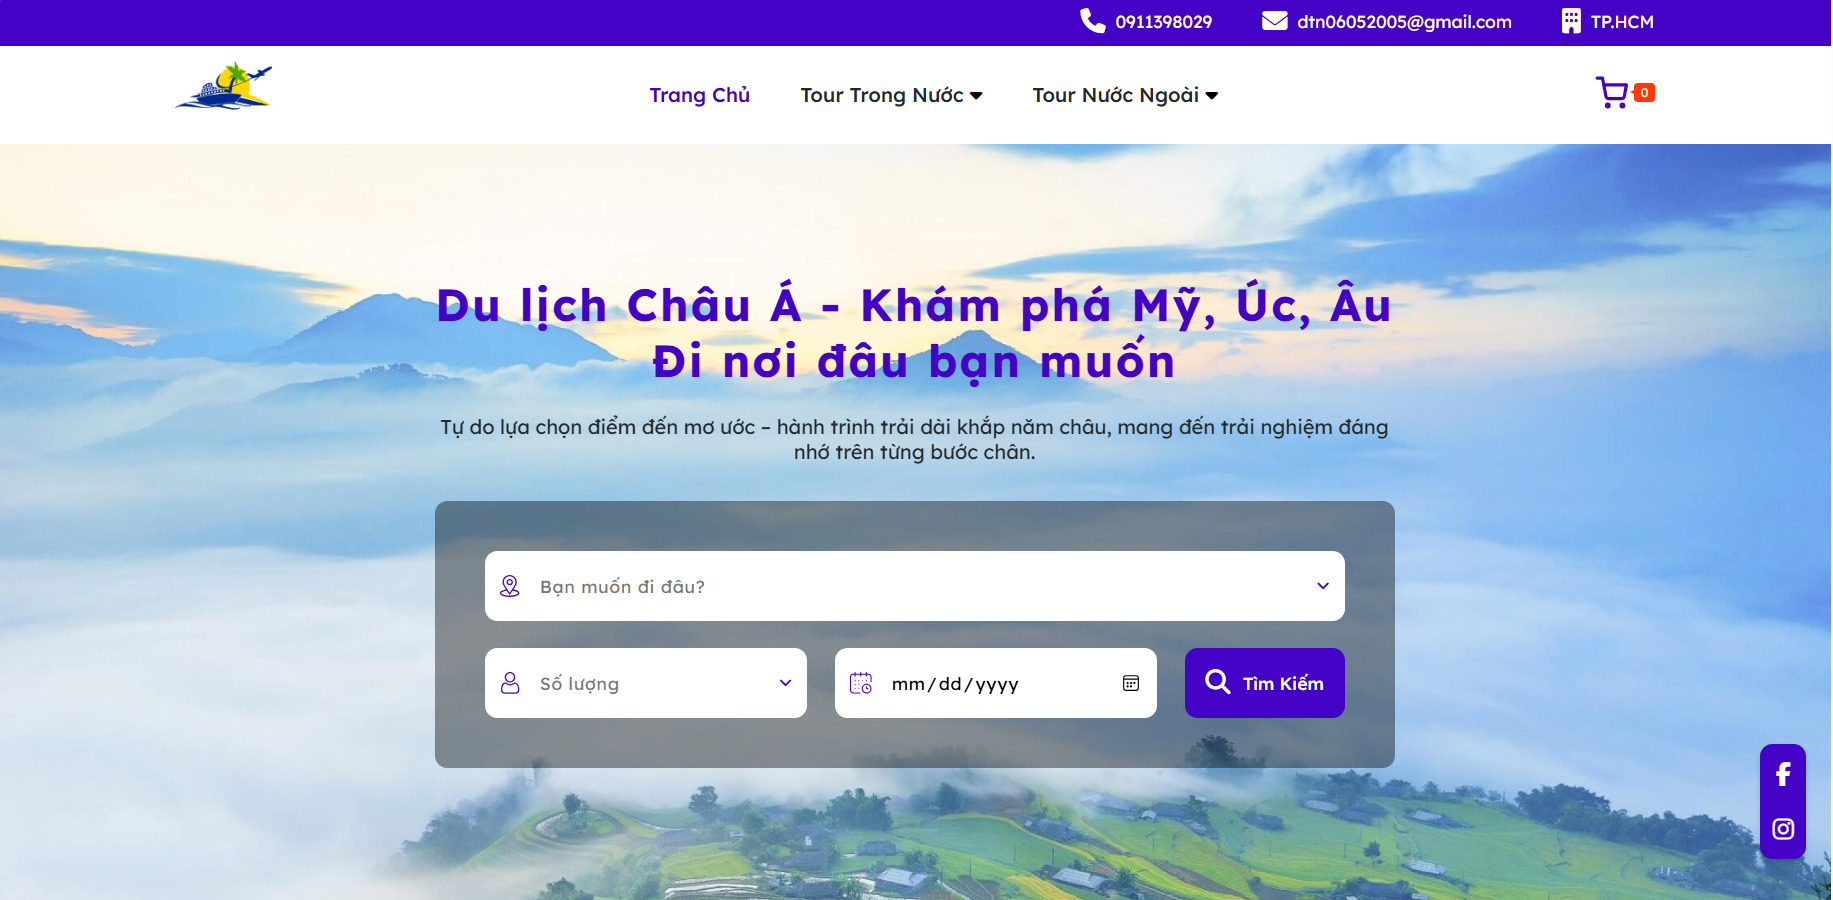 0911398029 dtn06052005@gmail.com TP.HCM
Trang Chủ Tour Trong Nước Tour Nước Ngoài 0
Du lịch Châu Á - Khám phá Mỹ, Úc, Âu
Đi nơi đâu bạn muốn
Tự do lựa chọn điểm đến mơ ước – hành trình trải dài khắp năm châu, mang đến trải nghiệm đáng
nhớ trên từng bước chân.
Bạn muốn đi đâu?
Số lượng mm/dd/yyyy Tìm Kiếm